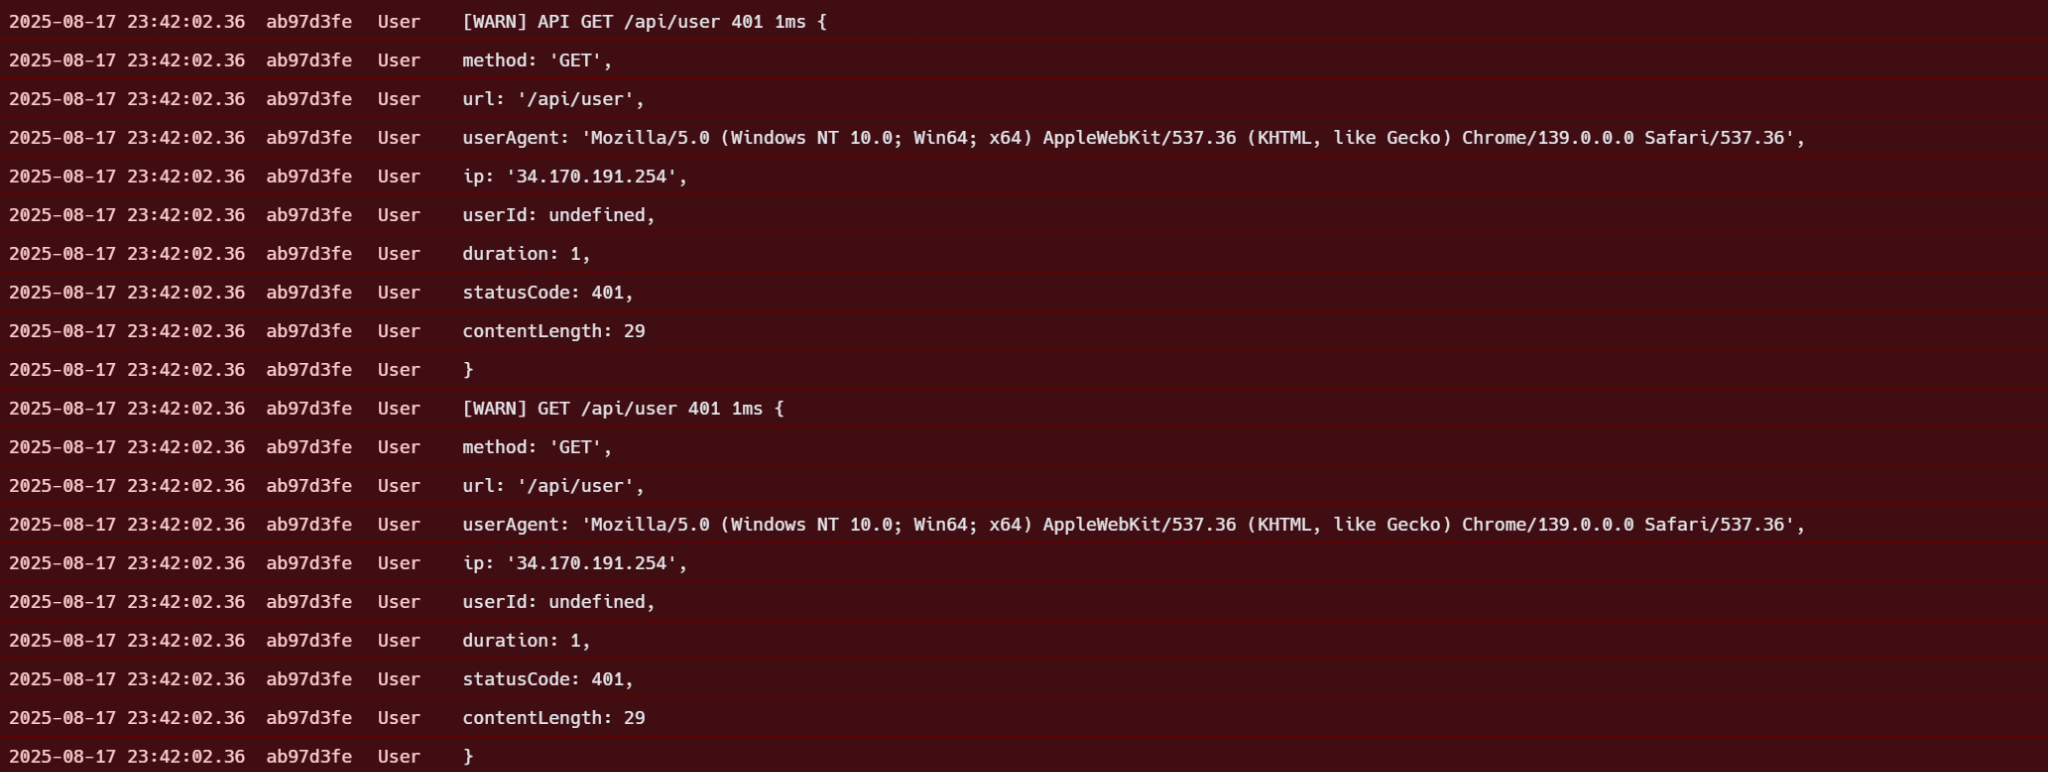 2025-08-17 23:42:02.36 ab97d3fe User [WARN] API GET /api/user 401 1ms {
2025-08-17 23:42:02.36 ab97d3fe User method: 'GET',
2025-08-17 23:42:02.36 ab97d3fe User url: '/api/user',
2025-08-17 23:42:02.36 ab97d3fe User userAgent: 'Mozilla/5.0 (Windows NT 10.0; Win64; x64) AppleWebKit/537.36 (KHTML, like Gecko) Chrome/139.0.0.0 Safari/537.36',
2025-08-17 23:42:02.36 ab97d3fe User ip: '34.170.191.254',
2025-08-17 23:42:02.36 ab97d3fe User userId: undefined,
2025-08-17 23:42:02.36 ab97d3fe User duration: 1,
2025-08-17 23:42:02.36 ab97d3fe User statusCode: 401,
2025-08-17 23:42:02.36 ab97d3fe User contentLength: 29
2025-08-17 23:42:02.36 ab97d3fe User }
2025-08-17 23:42:02.36 ab97d3fe User [WARN] GET /api/user 401 1ms {
2025-08-17 23:42:02.36 ab97d3fe User method: 'GET',
2025-08-17 23:42:02.36 ab97d3fe User url: '/api/user',
2025-08-17 23:42:02.36 ab97d3fe User userAgent: 'Mozilla/5.0 (Windows NT 10.0; Win64; x64) AppleWebKit/537.36 (KHTML, like Gecko) Chrome/139.0.0.0 Safari/537.36',
2025-08-17 23:42:02.36 ab97d3fe User ip: '34.170.191.254',
2025-08-17 23:42:02.36 ab97d3fe User userId: undefined,
2025-08-17 23:42:02.36 ab97d3fe User duration: 1,
2025-08-17 23:42:02.36 ab97d3fe User statusCode: 401,
2025-08-17 23:42:02.36 ab97d3fe User contentLength: 29
2025-08-17 23:42:02.36 ab97d3fe User }